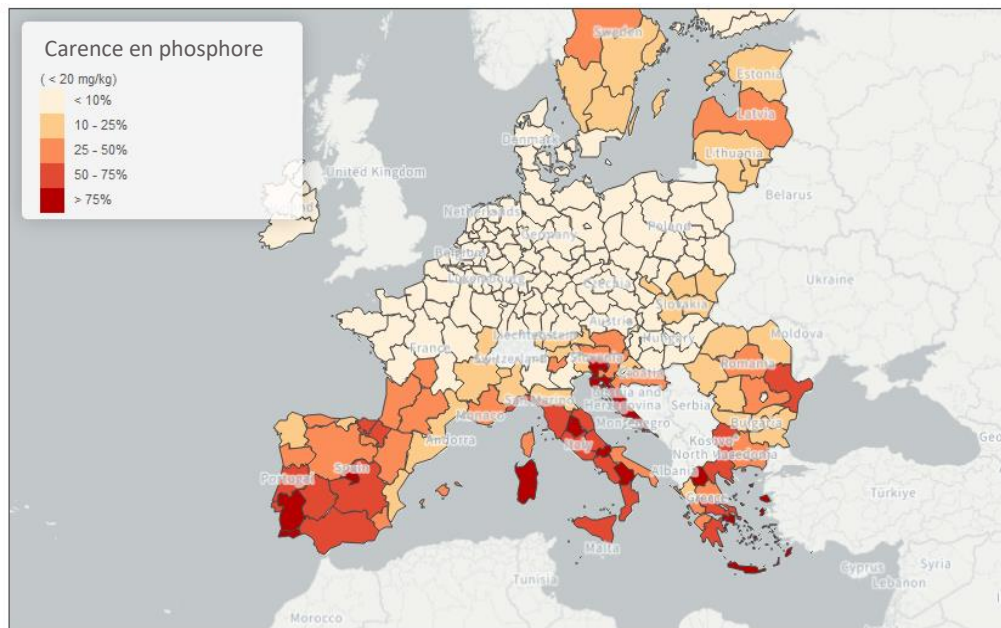 Carence en phosphore
( < 20 mg/kg)
< 10%
10 - 25%
25 - 50%
50 - 75%
> 75%
Sweden
Estonia
Latvia
Denmark
Lithuania
United Kingdom
Belarus
Netherlands
Germany
Poland
Belgium
Luxembourg
Czechia
Ukraine
Slovakia
Austria
Liechtenstein
Moldova
France
Switzerland
Hungary
Slovenia
Romania
Croatia
San Marino
Bosnia and
Herzegovina
Serbia
Monaco
Montenegro
Bulgaria
Andorra
Italy
Kosovo*
North Macedonia
Portugal
Spain
Albania
Greece
Türkiye
Malta
Tunisia
Cyprus
Syria
Lebanon
Morocco